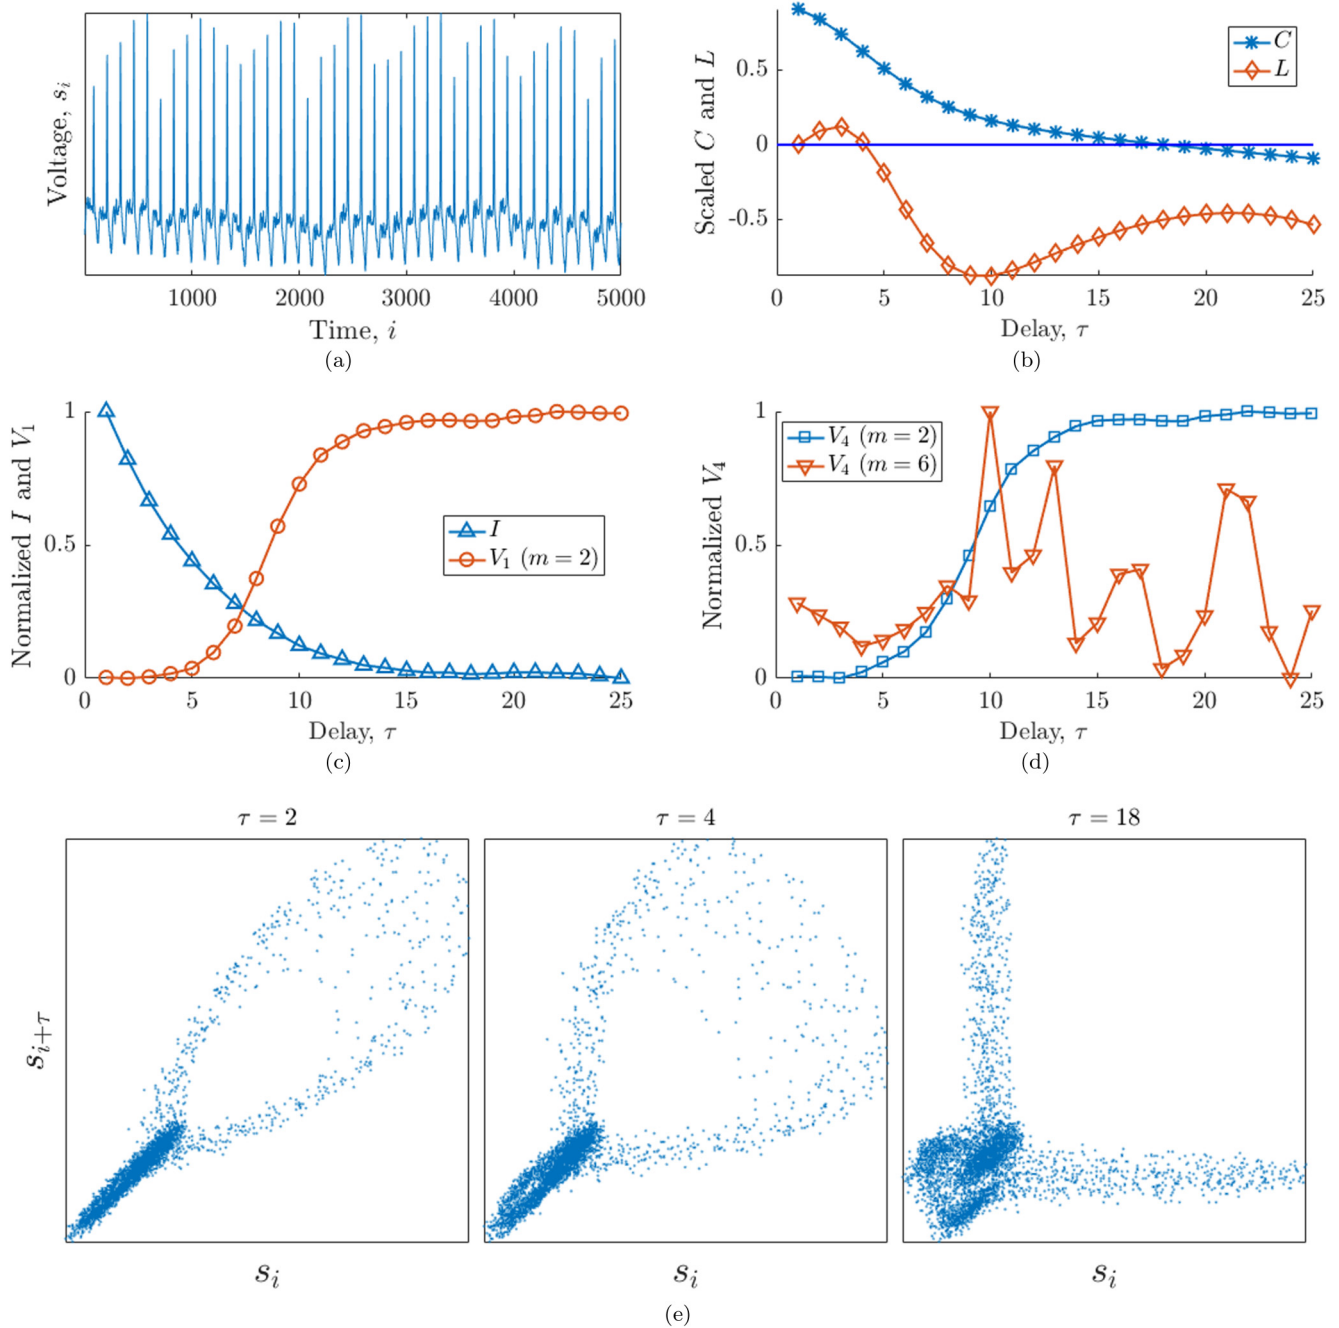 Voltage, s_i
1000 2000 3000 4000 5000
Time, i
(a)
Scaled C and L
0.5
0
-0.5
C
L
0 5 10 15 20 25
Delay, τ
(b)
Normalized I and V_1
1
0.5
0
I
V_1 (m = 2)
0 5 10 15 20 25
Delay, τ
(c)
Normalized V_4
1
0.5
0
V_4 (m = 2)
V_4 (m = 6)
0 5 10 15 20 25
Delay, τ
(d)
τ = 2 τ = 4 τ = 18
s_{i+τ}
s_i s_i s_i
(e)